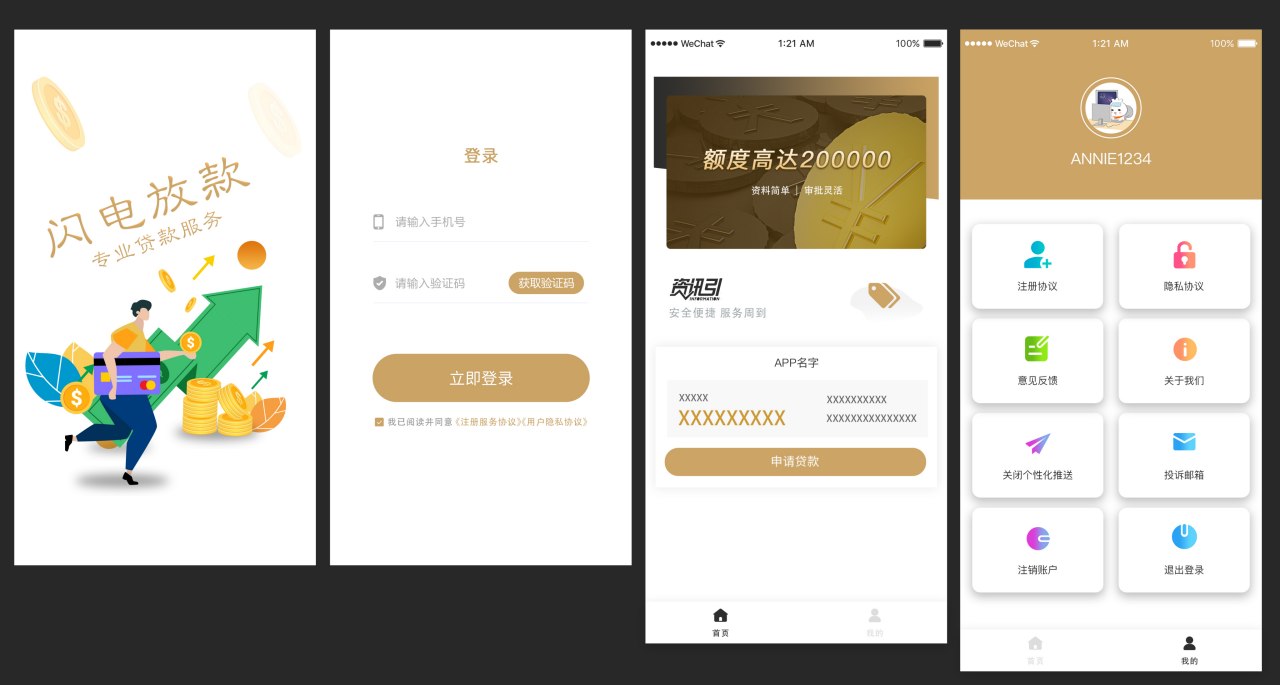 闪电放款
专业贷款服务
登录
请输入手机号
请输入验证码
获取验证码
立即登录
我已阅读并同意《注册服务协议》《用户隐私协议》
WeChat 1:21 AM 100%
额度高达200000
资料简单 | 审批灵活
资讯引
INFORMATION
安全便捷 服务周到
APP名字
XXXXX
XXXXXXXXX
XXXXXXXXXX
XXXXXXXXXXXXXXX
申请贷款
首页
我的
WeChat 1:21 AM 100%
ANNIE1234
注册协议
隐私协议
意见反馈
关于我们
关闭个性化推送
投诉邮箱
注销账户
退出登录
首页
我的